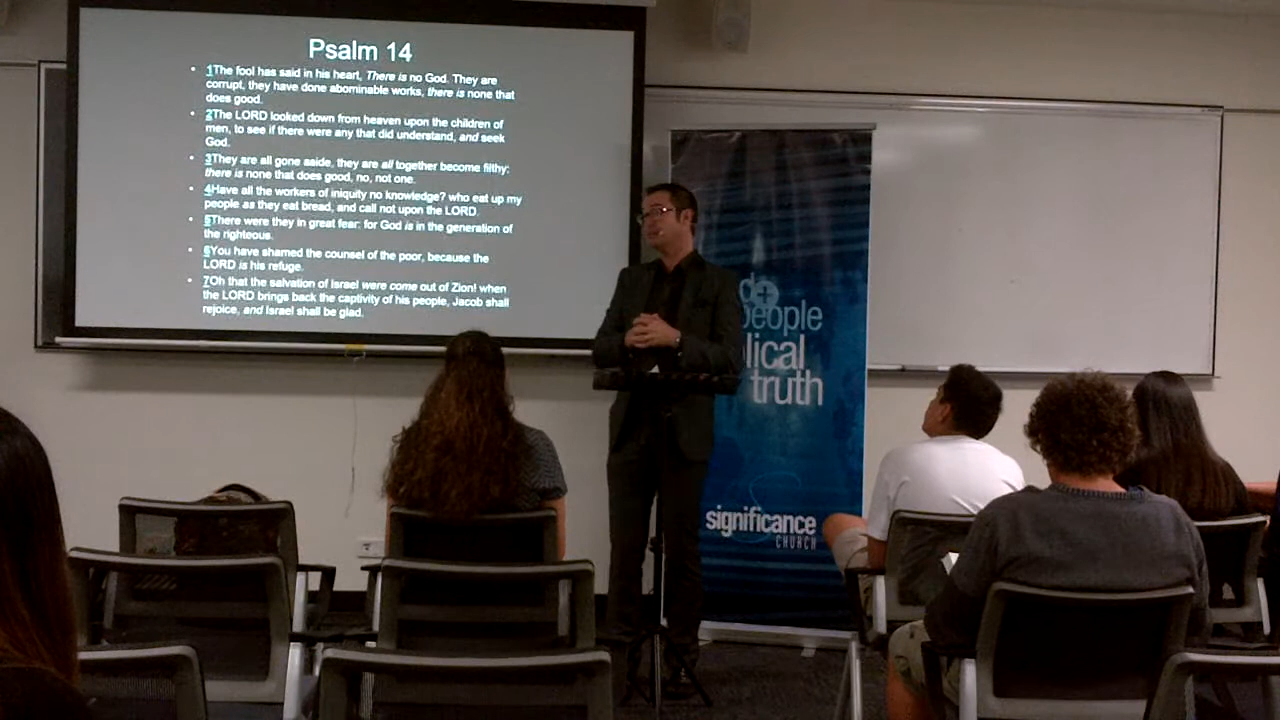 Psalm 14
• 1The fool has said in his heart, There is no God. They are
corrupt, they have done abominable works, there is none that
does good.
• 2The LORD looked down from heaven upon the children of
men, to see if there were any that did understand, and seek
God.
• 3They are all gone aside, they are all together become filthy:
there is none that does good, no, not one.
• 4Have all the workers of iniquity no knowledge? who eat up my
people as they eat bread, and call not upon the LORD.
• 5There were they in great fear: for God is in the generation of
the righteous.
• 6You have shamed the counsel of the poor, because the
LORD is his refuge.
• 7Oh that the salvation of Israel were come out of Zion! when
the LORD brings back the captivity of his people, Jacob shall
rejoice, and Israel shall be glad.
d+
people
lical
truth
significance
CHURCH